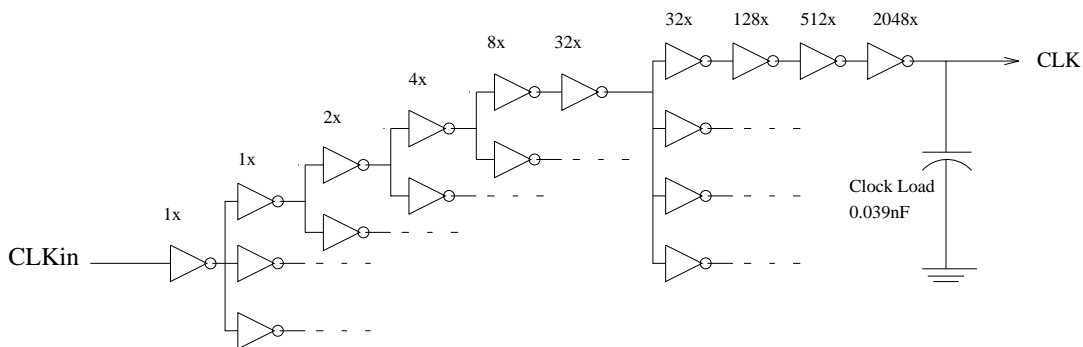 32x 128x 512x 2048x
8x 32x
CLK
4x
2x
1x
Clock Load
0.039nF
1x
CLKin